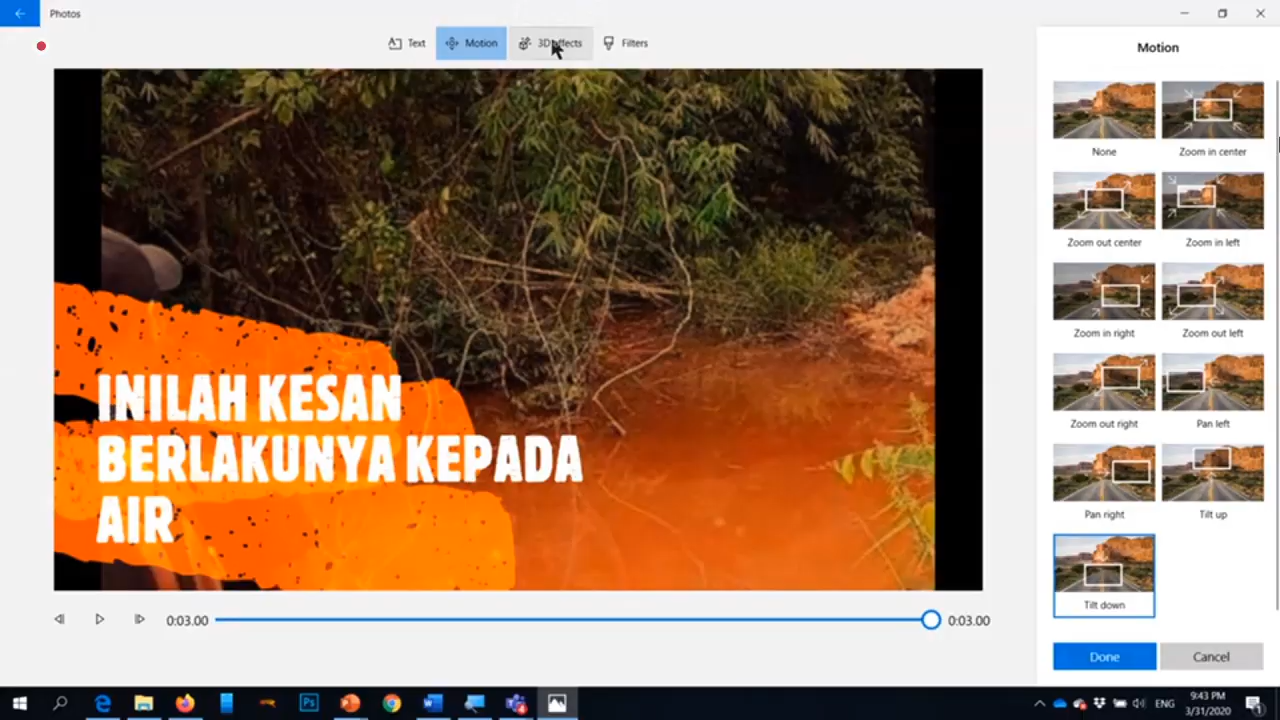 Photos
Text
Motion
3D Effects
Filters
Motion
None
Zoom in center
Zoom out center
Zoom in left
Zoom in right
Zoom out left
Zoom out right
Pan left
Pan right
Tilt up
Tilt down
INILAH KESAN
BERLAKUNYA KEPADA
AIR
0:03.00
0:03.00
Done
Cancel
Ps
ENG
9:43 PM
3/31/2020